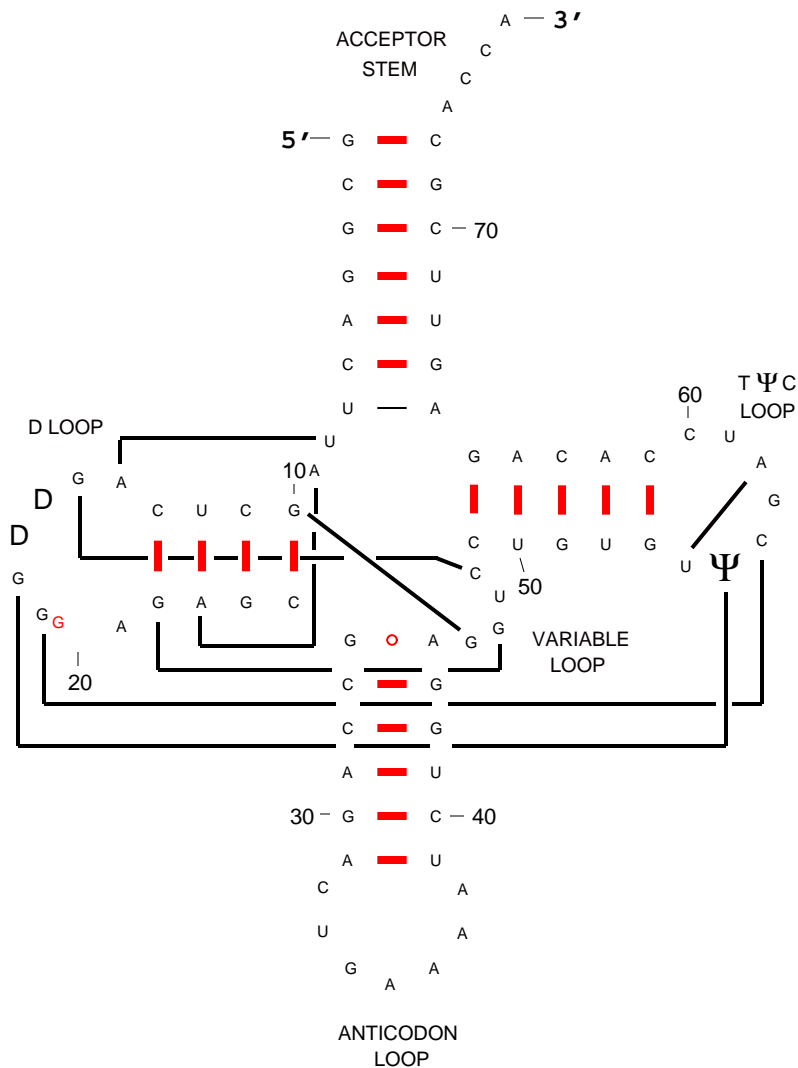 A — 3′
ACCEPTOR
C
STEM
C
A
5′ — G C
C G
G C — 70
G U
A U
C G
60
T Ψ C
LOOP
U A
C U
D LOOP
U
G A C A C
A
10 A
G A
D
G
C U C G
D
C U G U G
C
U Ψ
G
50
G A G C
U
G G
A
G A G G
VARIABLE
LOOP
20
C G
C G
A U
30 — G C — 40
A U
C A
U A
G A
A
ANTICODON
LOOP